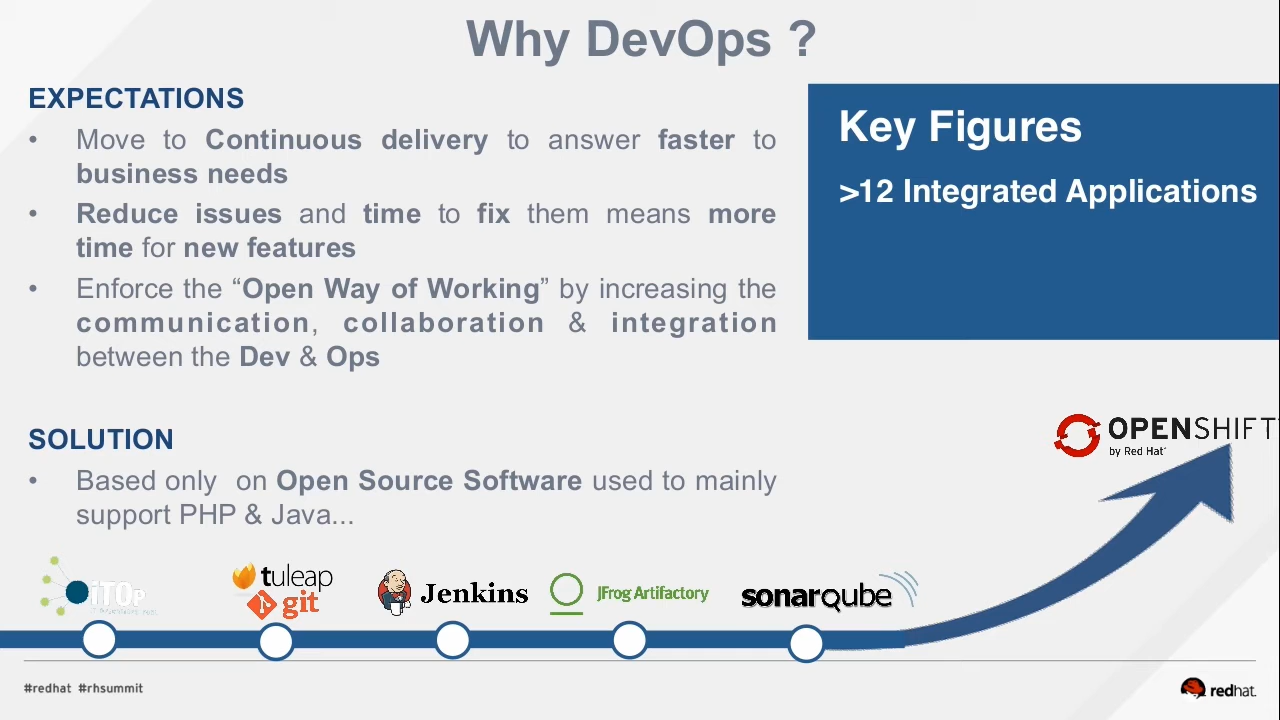 Why DevOps ?
EXPECTATIONS
• Move to Continuous delivery to answer faster to
business needs
• Reduce issues and time to fix them means more
time for new features
• Enforce the “Open Way of Working” by increasing the
communication, collaboration & integration
between the Dev & Ops
Key Figures
>12 Integrated Applications
SOLUTION
• Based only on Open Source Software used to mainly
support PHP & Java...
OPENSHIFT
by Red Hat
iTOp
tuleap
git
Jenkins
JFrog Artifactory
sonarqube
#redhat #rhsummit
redhat.